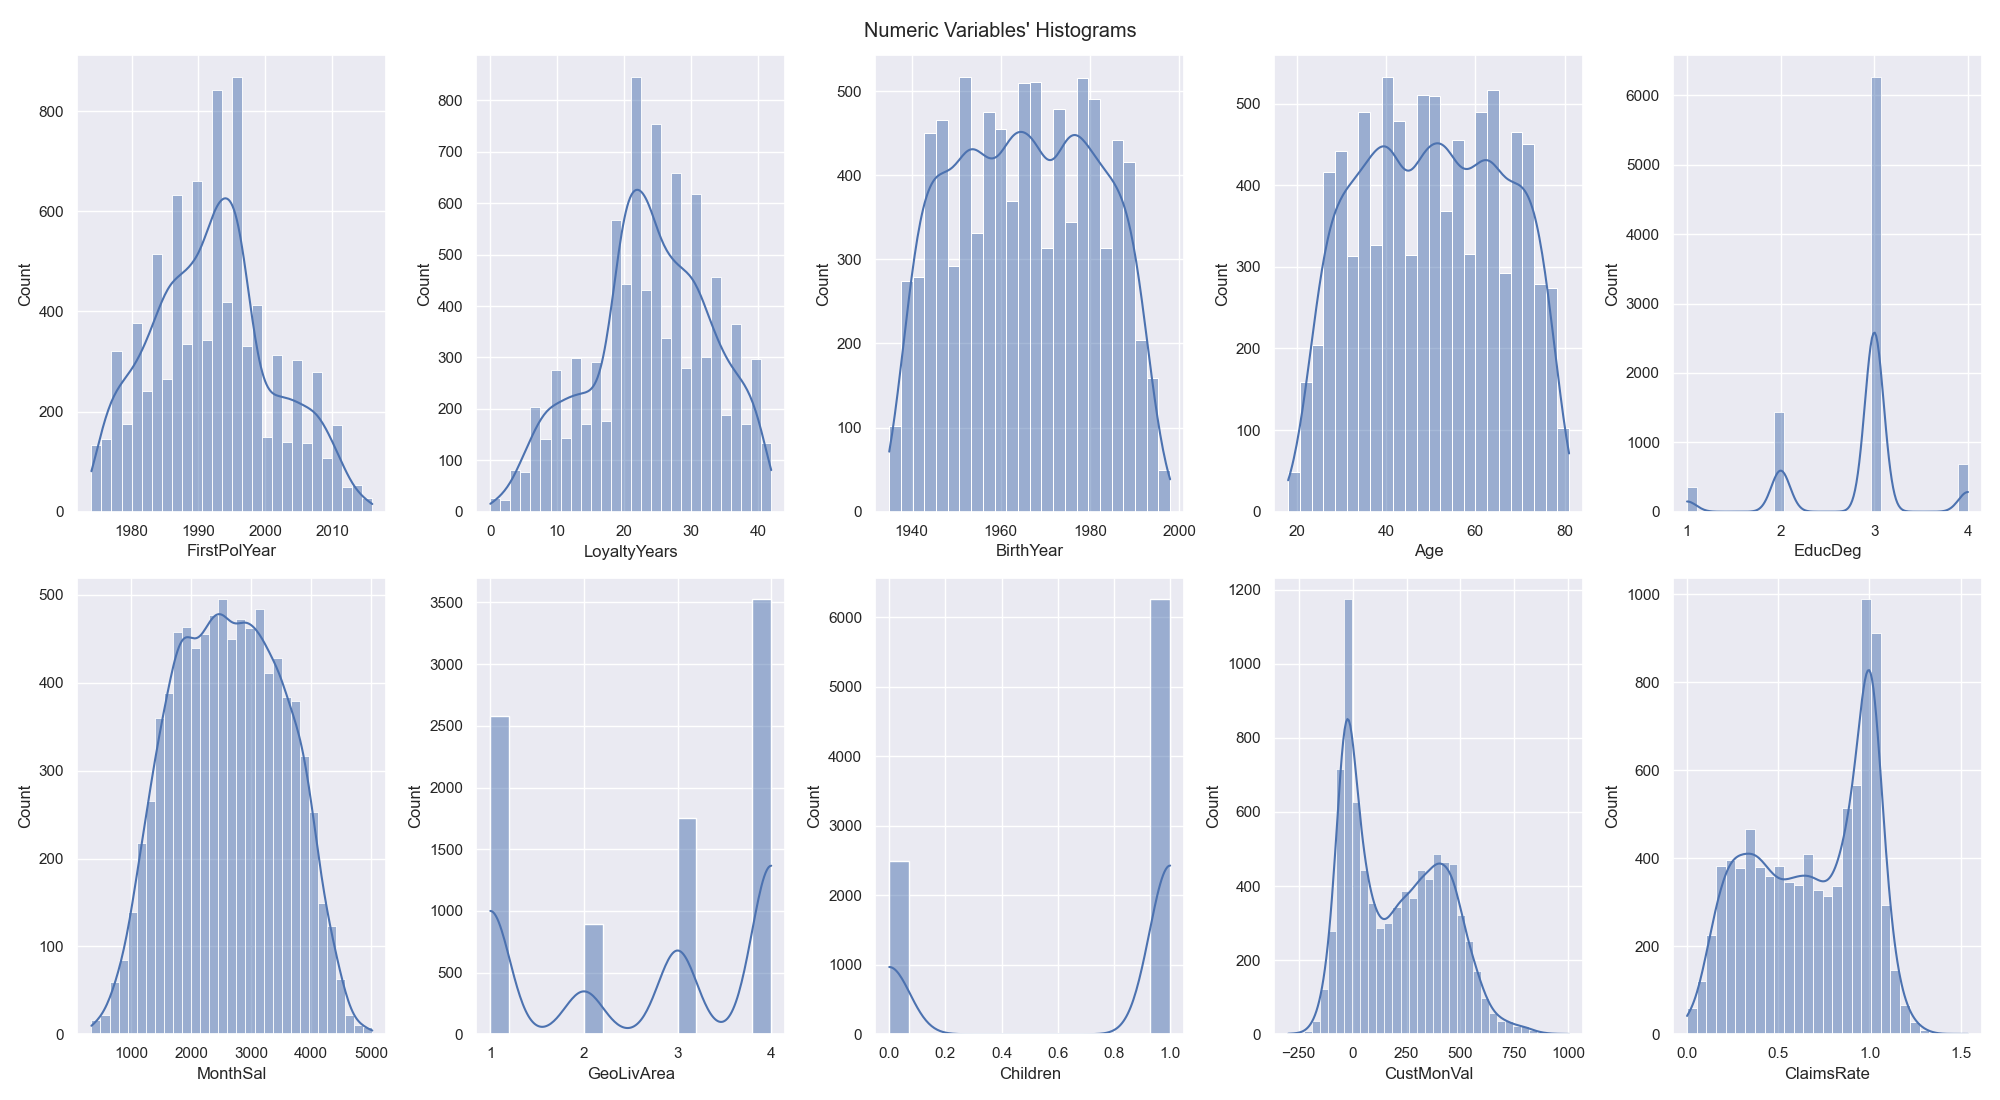 Numeric Variables' Histograms
Count
800
600
400
200
0
1980 1990 2000 2010
FirstPolYear
Count
800
700
600
500
400
300
200
100
0
0 10 20 30 40
LoyaltyYears
Count
500
400
300
200
100
0
1940 1960 1980 2000
BirthYear
Count
500
400
300
200
100
0
20 40 60 80
Age
Count
6000
5000
4000
3000
2000
1000
0
1 2 3 4
EducDeg
Count
500
400
300
200
100
0
1000 2000 3000 4000 5000
MonthSal
Count
3500
3000
2500
2000
1500
1000
500
0
1 2 3 4
GeoLivArea
Count
6000
5000
4000
3000
2000
1000
0
0.0 0.2 0.4 0.6 0.8 1.0
Children
Count
1200
1000
800
600
400
200
0
−250 0 250 500 750 1000
CustMonVal
Count
1000
800
600
400
200
0
0.0 0.5 1.0 1.5
ClaimsRate